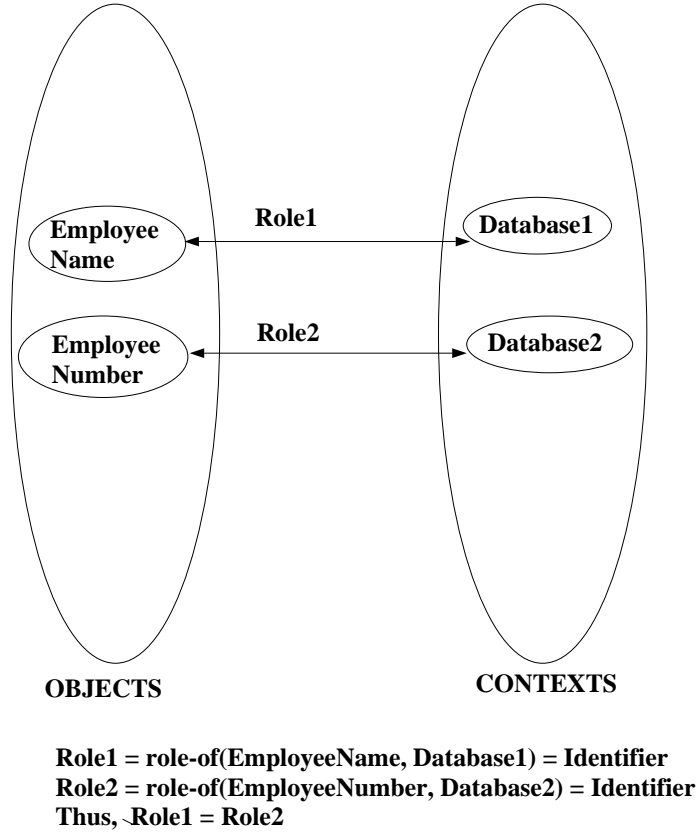 Employee
Name
Role1
Database1
Employee
Number
Role2
Database2
OBJECTS
CONTEXTS
Role1 = role-of(EmployeeName, Database1) = Identifier
Role2 = role-of(EmployeeNumber, Database2) = Identifier
Thus, Role1 = Role2